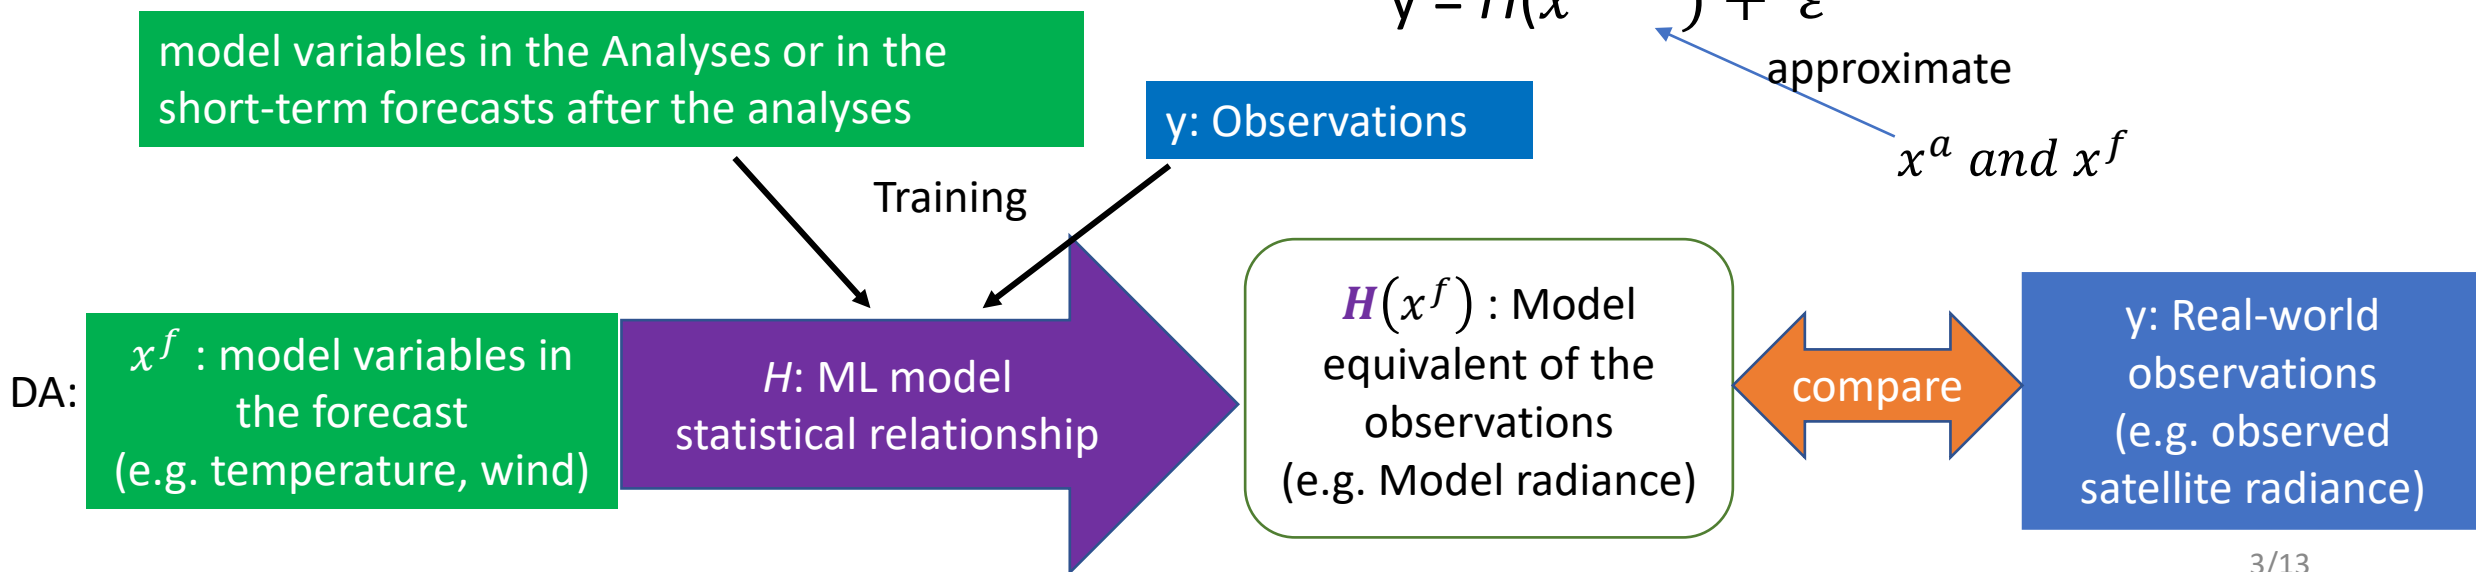 y = H(x ) + ε
approximate
x^a and x^f
model variables in the Analyses or in the
short-term forecasts after the analyses
y: Observations
Training
DA:
x^f : model variables in
the forecast
(e.g. temperature, wind)
H: ML model
statistical relationship
H(x^f) : Model
equivalent of the
observations
(e.g. Model radiance)
compare
y: Real-world
observations
(e.g. observed
satellite radiance)
3/13